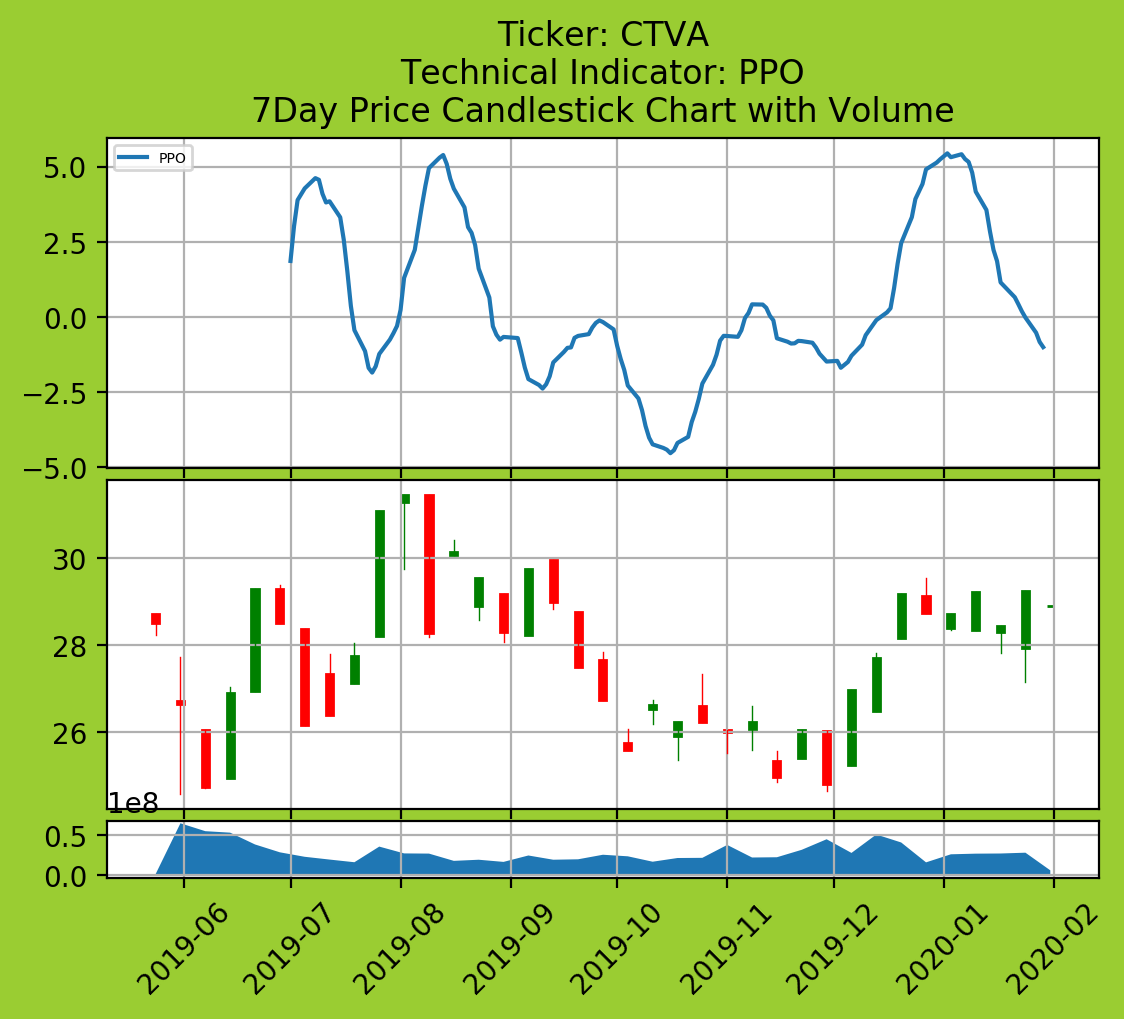 Ticker: CTVA
Technical Indicator: PPO
7Day Price Candlestick Chart with Volume
PPO
5.0
2.5
0.0
−2.5
−5.0
30
28
26
1e8
0.5
0.0
2019-06 2019-07 2019-08 2019-09 2019-10 2019-11 2019-12 2020-01 2020-02